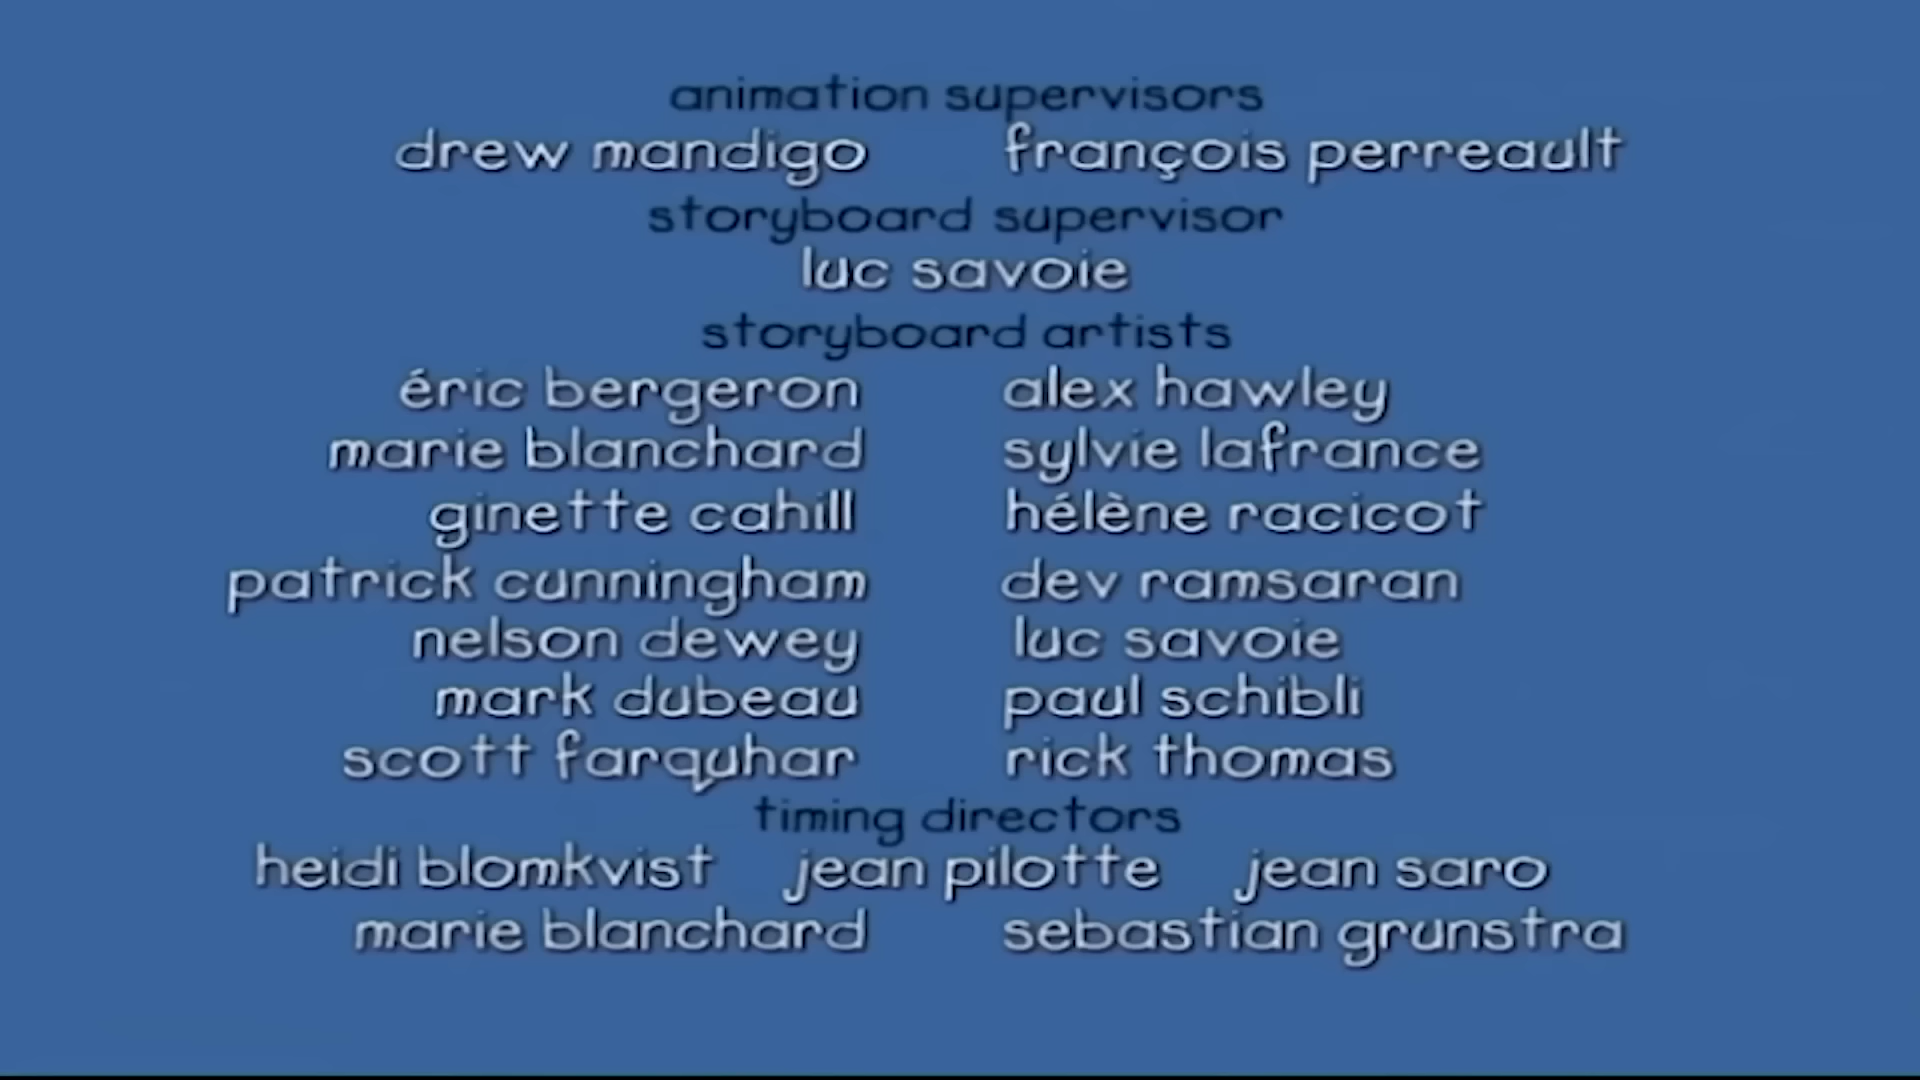 animation supervisors
drew mandigo françois perreault
storyboard supervisor
luc savoie
storyboard artists
éric bergeron alex hawley
marie blanchard sylvie lafrance
ginette cahill hélène racicot
patrick cunningham dev ramsaran
nelson dewey luc savoie
mark dubeau paul schibli
scott farquhar rick thomas
timing directors
heidi blomkvist jean pilotte jean saro
marie blanchard sebastian grunstra